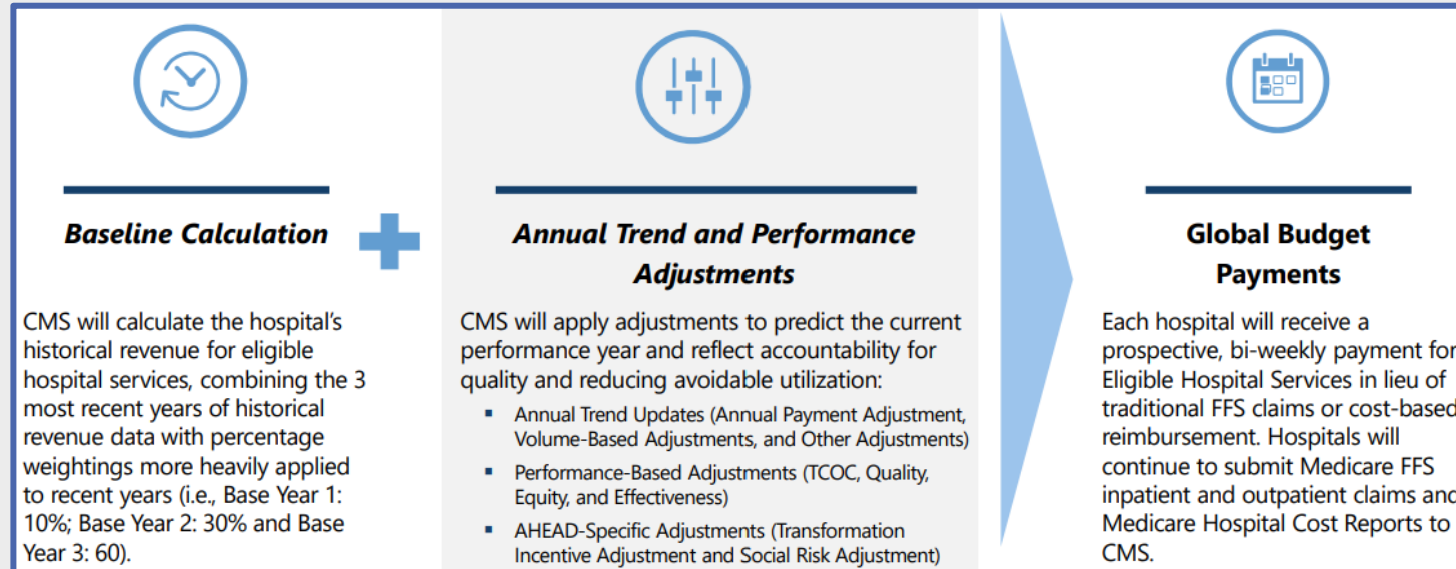 Baseline Calculation
CMS will calculate the hospital's
historical revenue for eligible
hospital services, combining the 3
most recent years of historical
revenue data with percentage
weightings more heavily applied
to recent years (i.e., Base Year 1:
10%; Base Year 2: 30% and Base
Year 3: 60).
Annual Trend and Performance
Adjustments
CMS will apply adjustments to predict the current
performance year and reflect accountability for
quality and reducing avoidable utilization:
▪ Annual Trend Updates (Annual Payment Adjustment,
Volume-Based Adjustments, and Other Adjustments)
▪ Performance-Based Adjustments (TCOC, Quality,
Equity, and Effectiveness)
▪ AHEAD-Specific Adjustments (Transformation
Incentive Adjustment and Social Risk Adjustment)
Global Budget
Payments
Each hospital will receive a
prospective, bi-weekly payment for
Eligible Hospital Services in lieu of
traditional FFS claims or cost-based
reimbursement. Hospitals will
continue to submit Medicare FFS
inpatient and outpatient claims and
Medicare Hospital Cost Reports to
CMS.